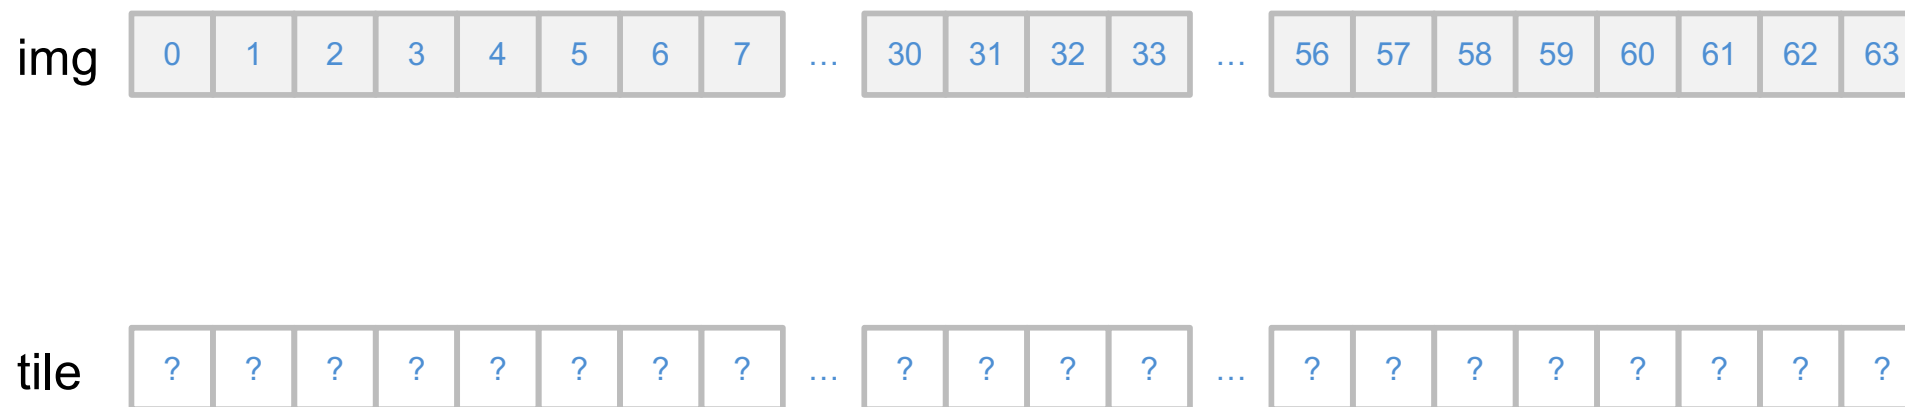 img 0 1 2 3 4 5 6 7 … 30 31 32 33 … 56 57 58 59 60 61 62 63
tile ? ? ? ? ? ? ? ? … ? ? ? ? … ? ? ? ? ? ? ? ?